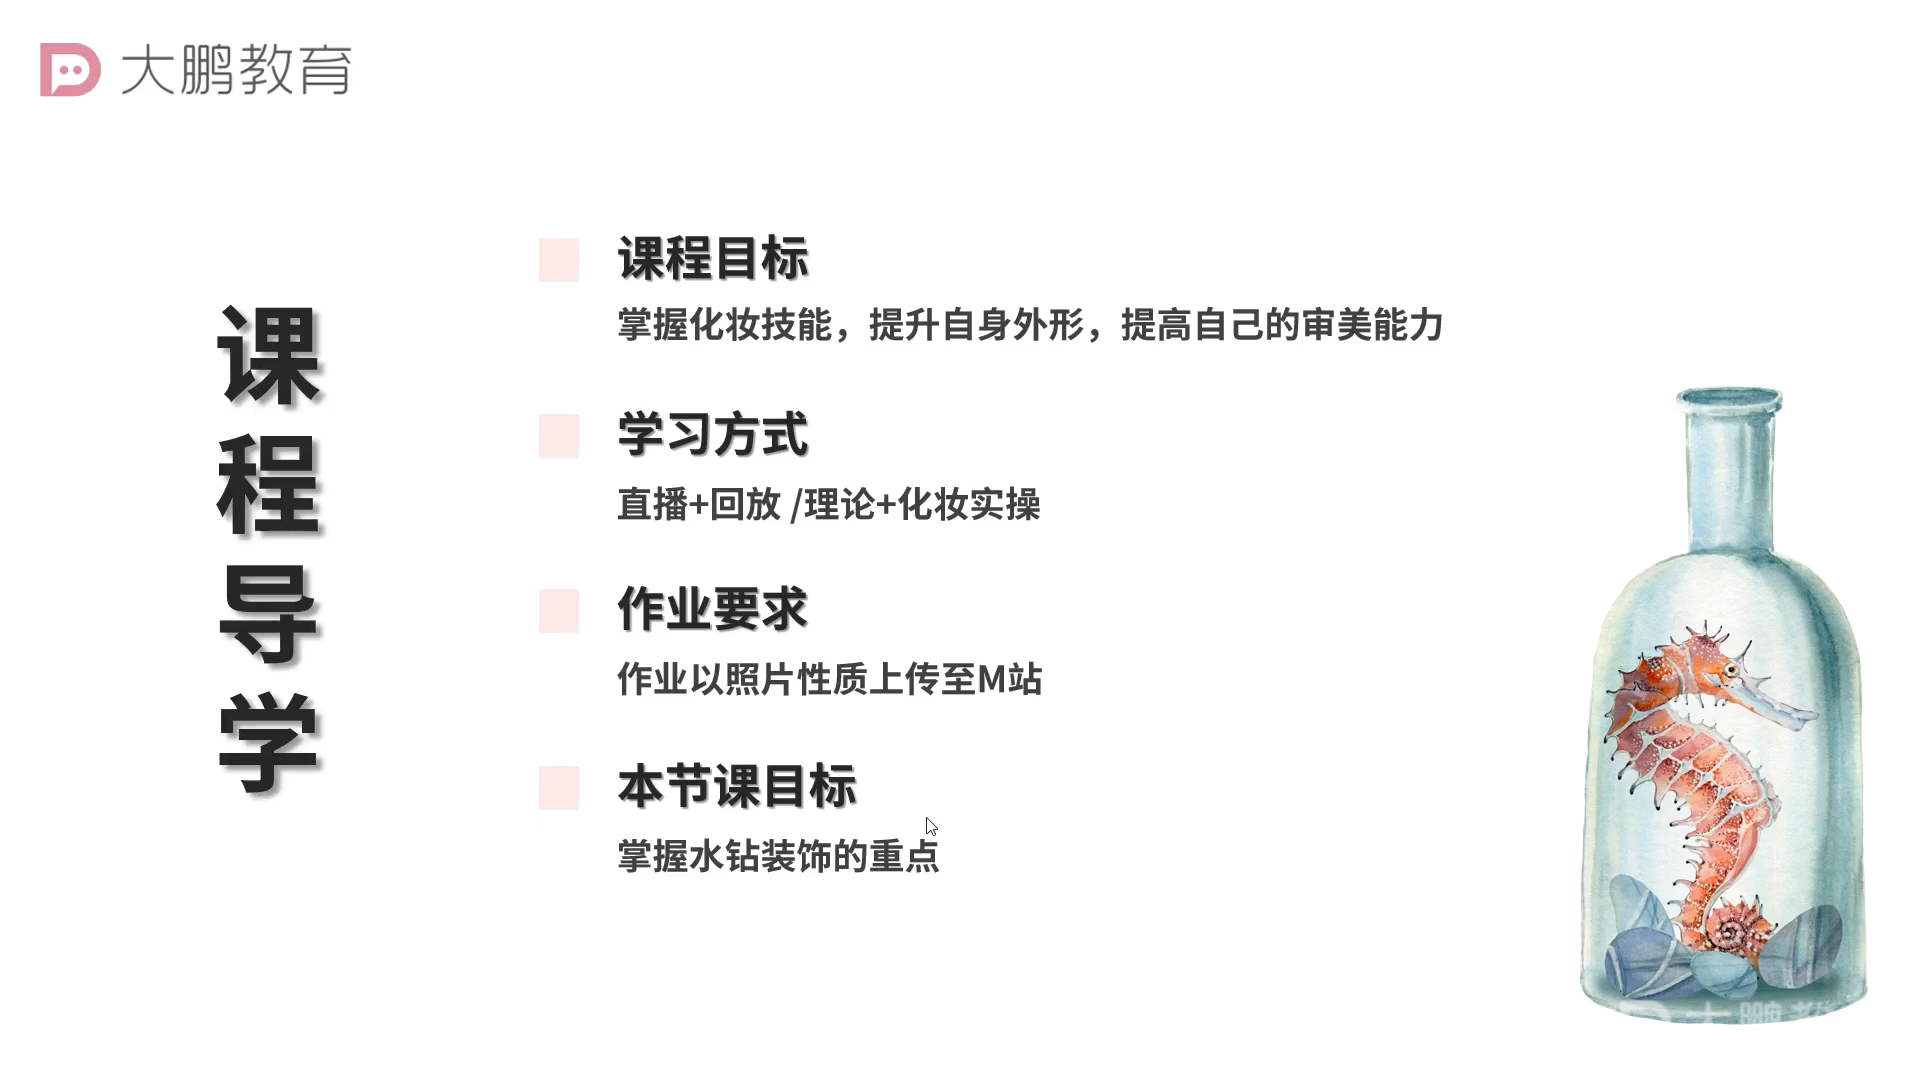 大鹏教育
课程导学
课程目标
掌握化妆技能，提升自身外形，提高自己的审美能力
学习方式
直播+回放 /理论+化妆实操
作业要求
作业以照片性质上传至M站
本节课目标
掌握水钻装饰的重点
大鹏教